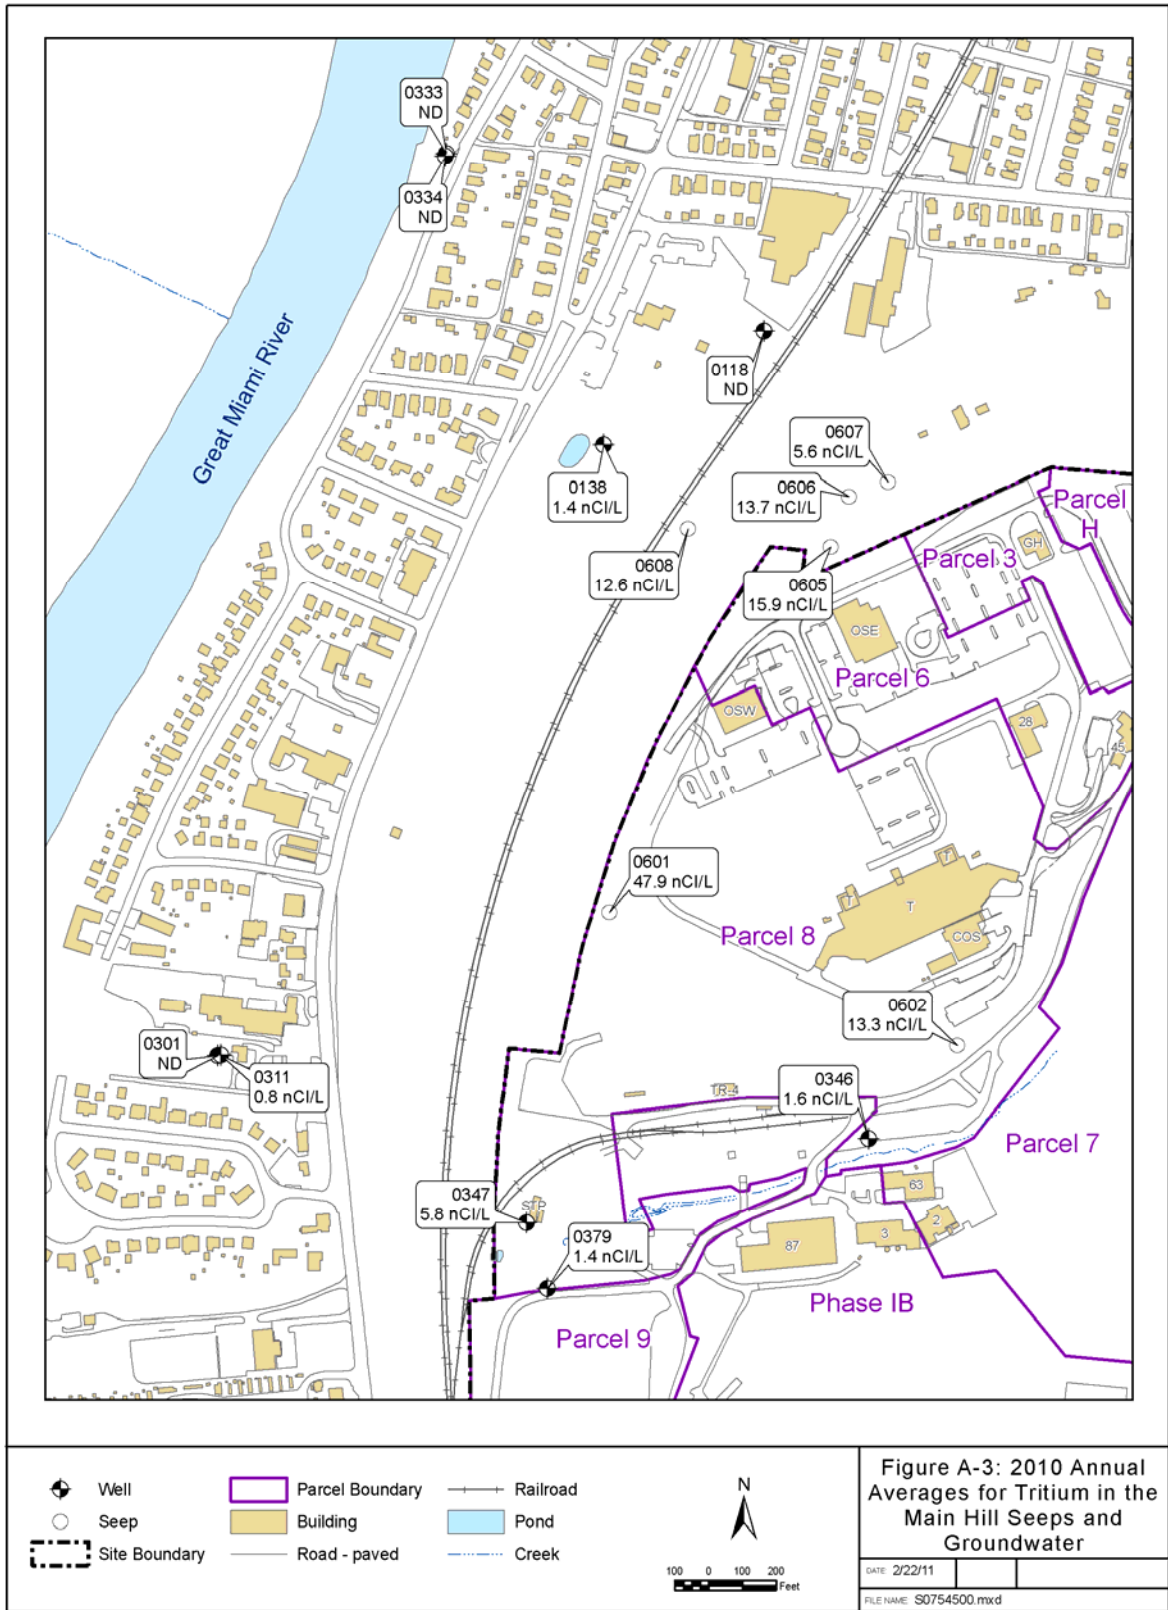 0333
ND
0334
ND
Great Miami River
0118
ND
0138
1.4 nCI/L
0607
5.6 nCI/L
0606
13.7 nCI/L
0608
12.6 nCI/L
0605
15.9 nCI/L
Parcel
H
Parcel 3
GH
OSE
Parcel 6
OSW
28
45
0601
47.9 nCI/L
T
T
T
COS
Parcel 8
0602
13.3 nCI/L
0301
ND
0311
0.8 nCI/L
TR-4
0346
1.6 nCI/L
Parcel 7
0347
5.8 nCI/L
STP
63
2
3
87
0379
1.4 nCI/L
Phase IB
Parcel 9
Well
Seep
Site Boundary
Parcel Boundary
Building
Road - paved
Railroad
Pond
Creek
N
100 0 100 200
Feet
Figure A-3: 2010 Annual
Averages for Tritium in the
Main Hill Seeps and
Groundwater
DATE: 2/22/11
FILE NAME: S0754500.mxd